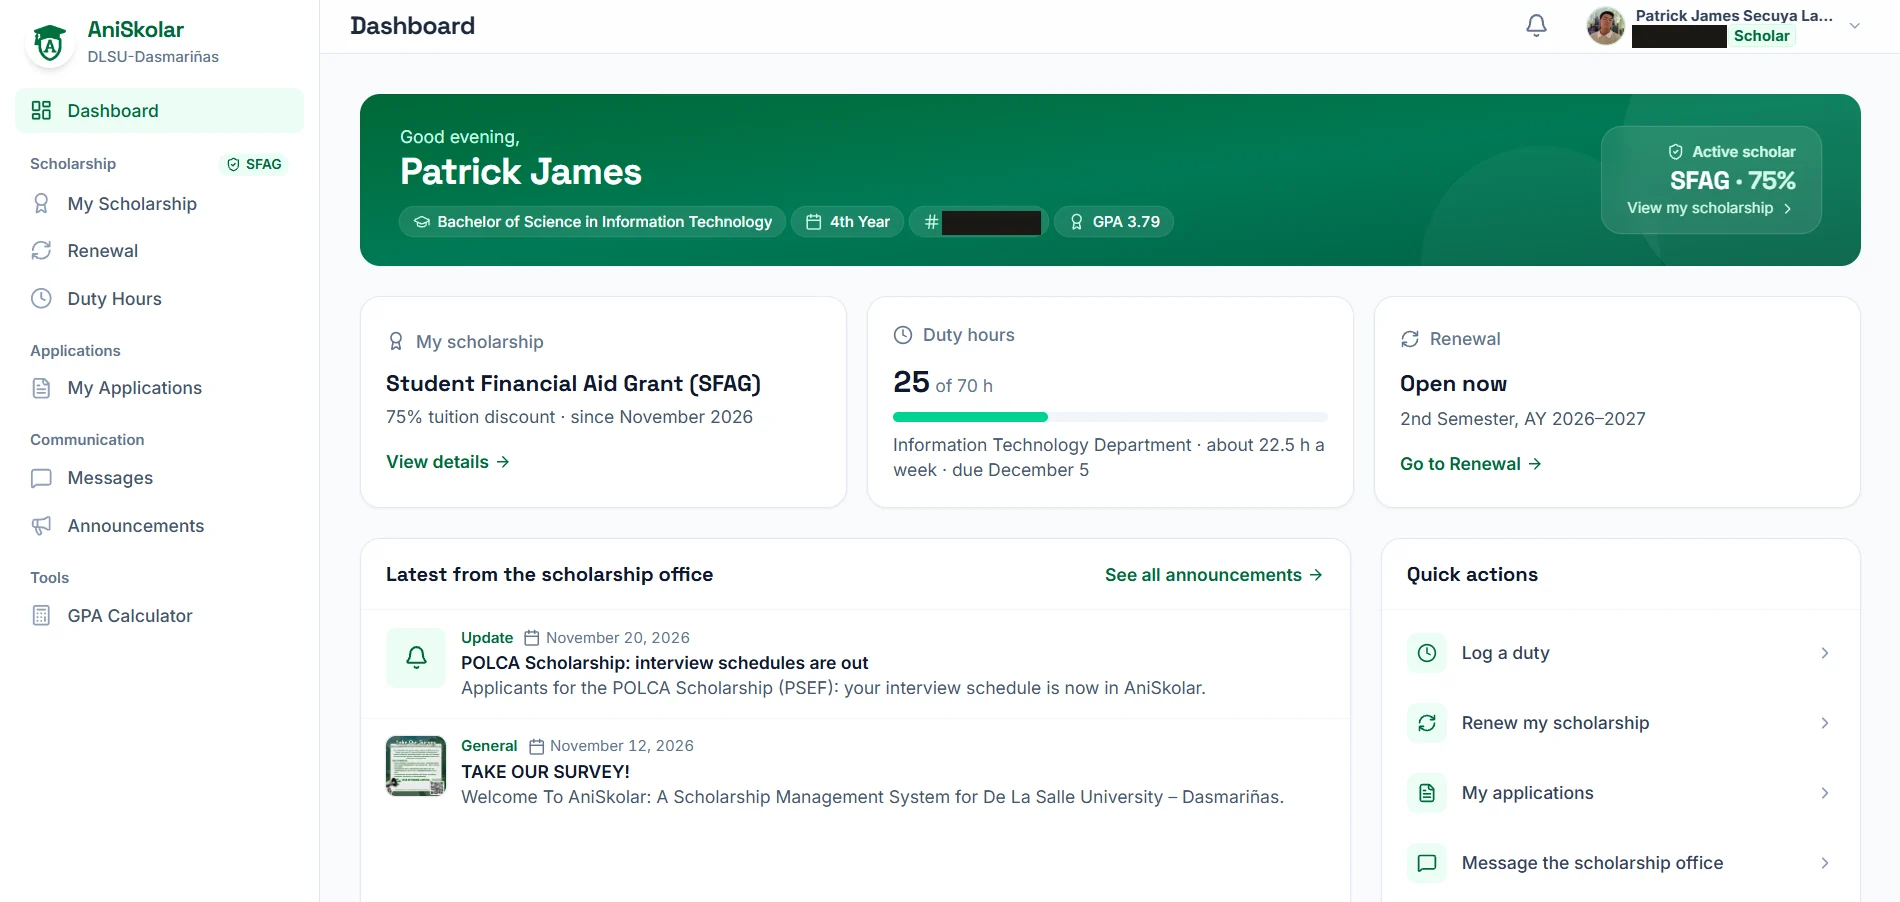 AniSkolar
DLSU-Dasmariñas
Dashboard
Scholarship
SFAG
My Scholarship
Renewal
Duty Hours
Applications
My Applications
Communication
Messages
Announcements
Tools
GPA Calculator
Dashboard
Patrick James Secuya La...
Scholar
Good evening,
Patrick James
Bachelor of Science in Information Technology
4th Year
#
GPA 3.79
Active scholar
SFAG · 75%
View my scholarship
My scholarship
Student Financial Aid Grant (SFAG)
75% tuition discount · since November 2026
View details →
Duty hours
25 of 70 h
Information Technology Department · about 22.5 h a
week · due December 5
Renewal
Open now
2nd Semester, AY 2026–2027
Go to Renewal →
Latest from the scholarship office
See all announcements →
Update November 20, 2026
POLCA Scholarship: interview schedules are out
Applicants for the POLCA Scholarship (PSEF): your interview schedule is now in AniSkolar.
General November 12, 2026
TAKE OUR SURVEY!
Welcome To AniSkolar: A Scholarship Management System for De La Salle University – Dasmariñas.
Quick actions
Log a duty
Renew my scholarship
My applications
Message the scholarship office